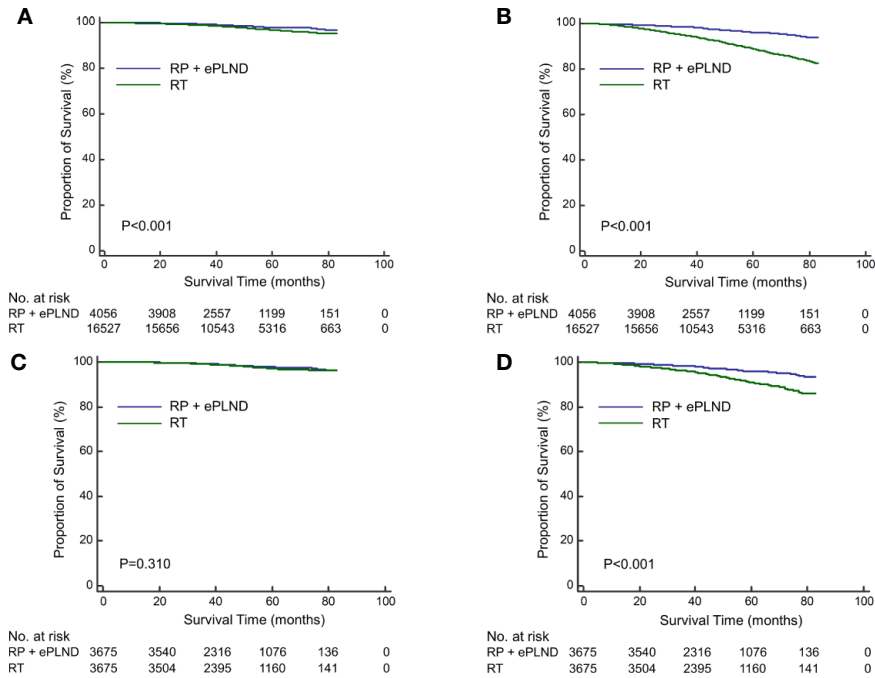 A
Proportion of Survival (%)
100
80
60
40
20
0
RP + ePLND
RT
P<0.001
0 20 40 60 80 100
Survival Time (months)
No. at risk
RP + ePLND 4056 3908 2557 1199 151 0
RT 16527 15656 10543 5316 663 0
B
Proportion of Survival (%)
100
80
60
40
20
0
RP + ePLND
RT
P<0.001
0 20 40 60 80 100
Survival Time (months)
No. at risk
RP + ePLND 4056 3908 2557 1199 151 0
RT 16527 15656 10543 5316 663 0
C
Proportion of Survival (%)
100
80
60
40
20
0
RP + ePLND
RT
P=0.310
0 20 40 60 80 100
Survival Time (months)
No. at risk
RP + ePLND 3675 3540 2316 1076 136 0
RT 3675 3504 2395 1160 141 0
D
Proportion of Survival (%)
100
80
60
40
20
0
RP + ePLND
RT
P<0.001
0 20 40 60 80 100
Survival Time (months)
No. at risk
RP + ePLND 3675 3540 2316 1076 136 0
RT 3675 3504 2395 1160 141 0